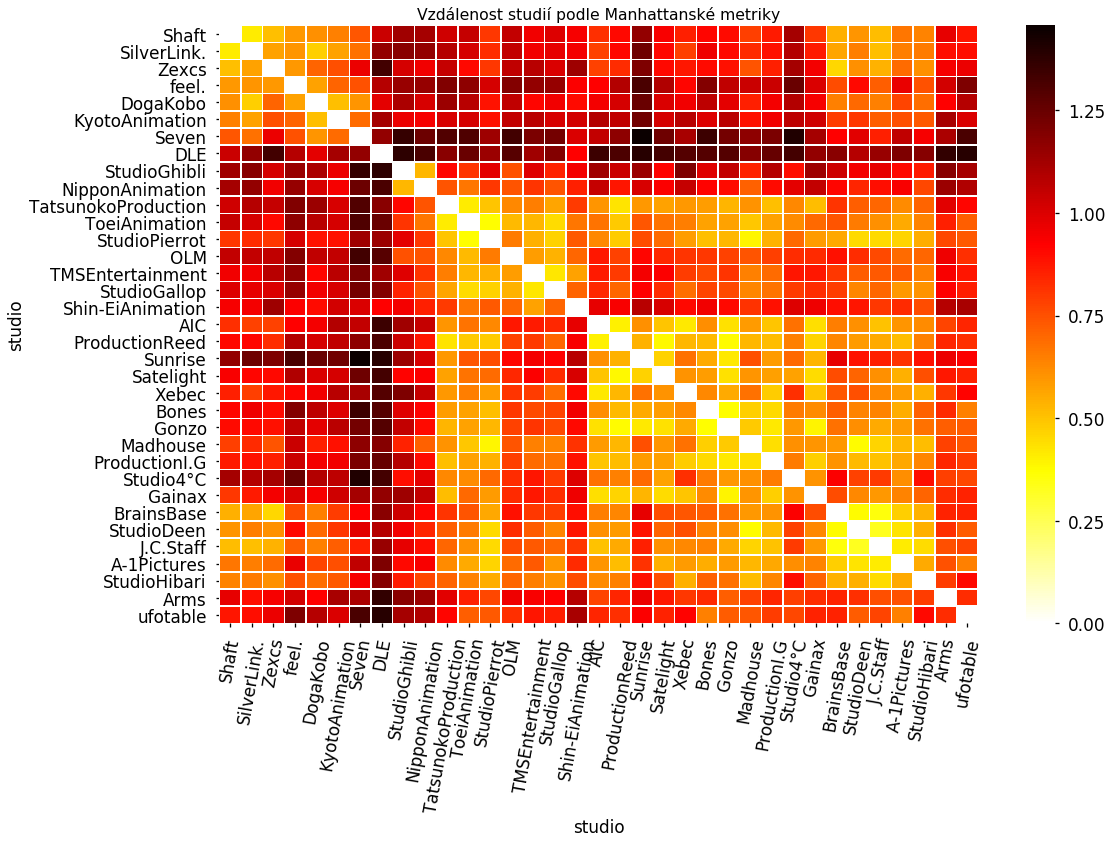 Vzdálenost studií podle Manhattanské metriky
studio
Shaft
SilverLink.
Zexcs
feel.
DogaKobo
KyotoAnimation
Seven
DLE
StudioGhibli
NipponAnimation
TatsunokoProduction
ToeiAnimation
StudioPierrot
OLM
TMSEntertainment
StudioGallop
Shin-EiAnimation
AIC
ProductionReed
Sunrise
Satelight
Xebec
Bones
Gonzo
Madhouse
ProductionI.G
Studio4°C
Gainax
BrainsBase
StudioDeen
J.C.Staff
A-1Pictures
StudioHibari
Arms
ufotable
Shaft
SilverLink.
Zexcs
feel.
DogaKobo
KyotoAnimation
Seven
DLE
StudioGhibli
NipponAnimation
TatsunokoProduction
ToeiAnimation
StudioPierrot
OLM
TMSEntertainment
StudioGallop
Shin-EiAnimation
AIC
ProductionReed
Sunrise
Satelight
Xebec
Bones
Gonzo
Madhouse
ProductionI.G
Studio4°C
Gainax
BrainsBase
StudioDeen
J.C.Staff
A-1Pictures
StudioHibari
Arms
ufotable
studio
1.25
1.00
0.75
0.50
0.25
0.00